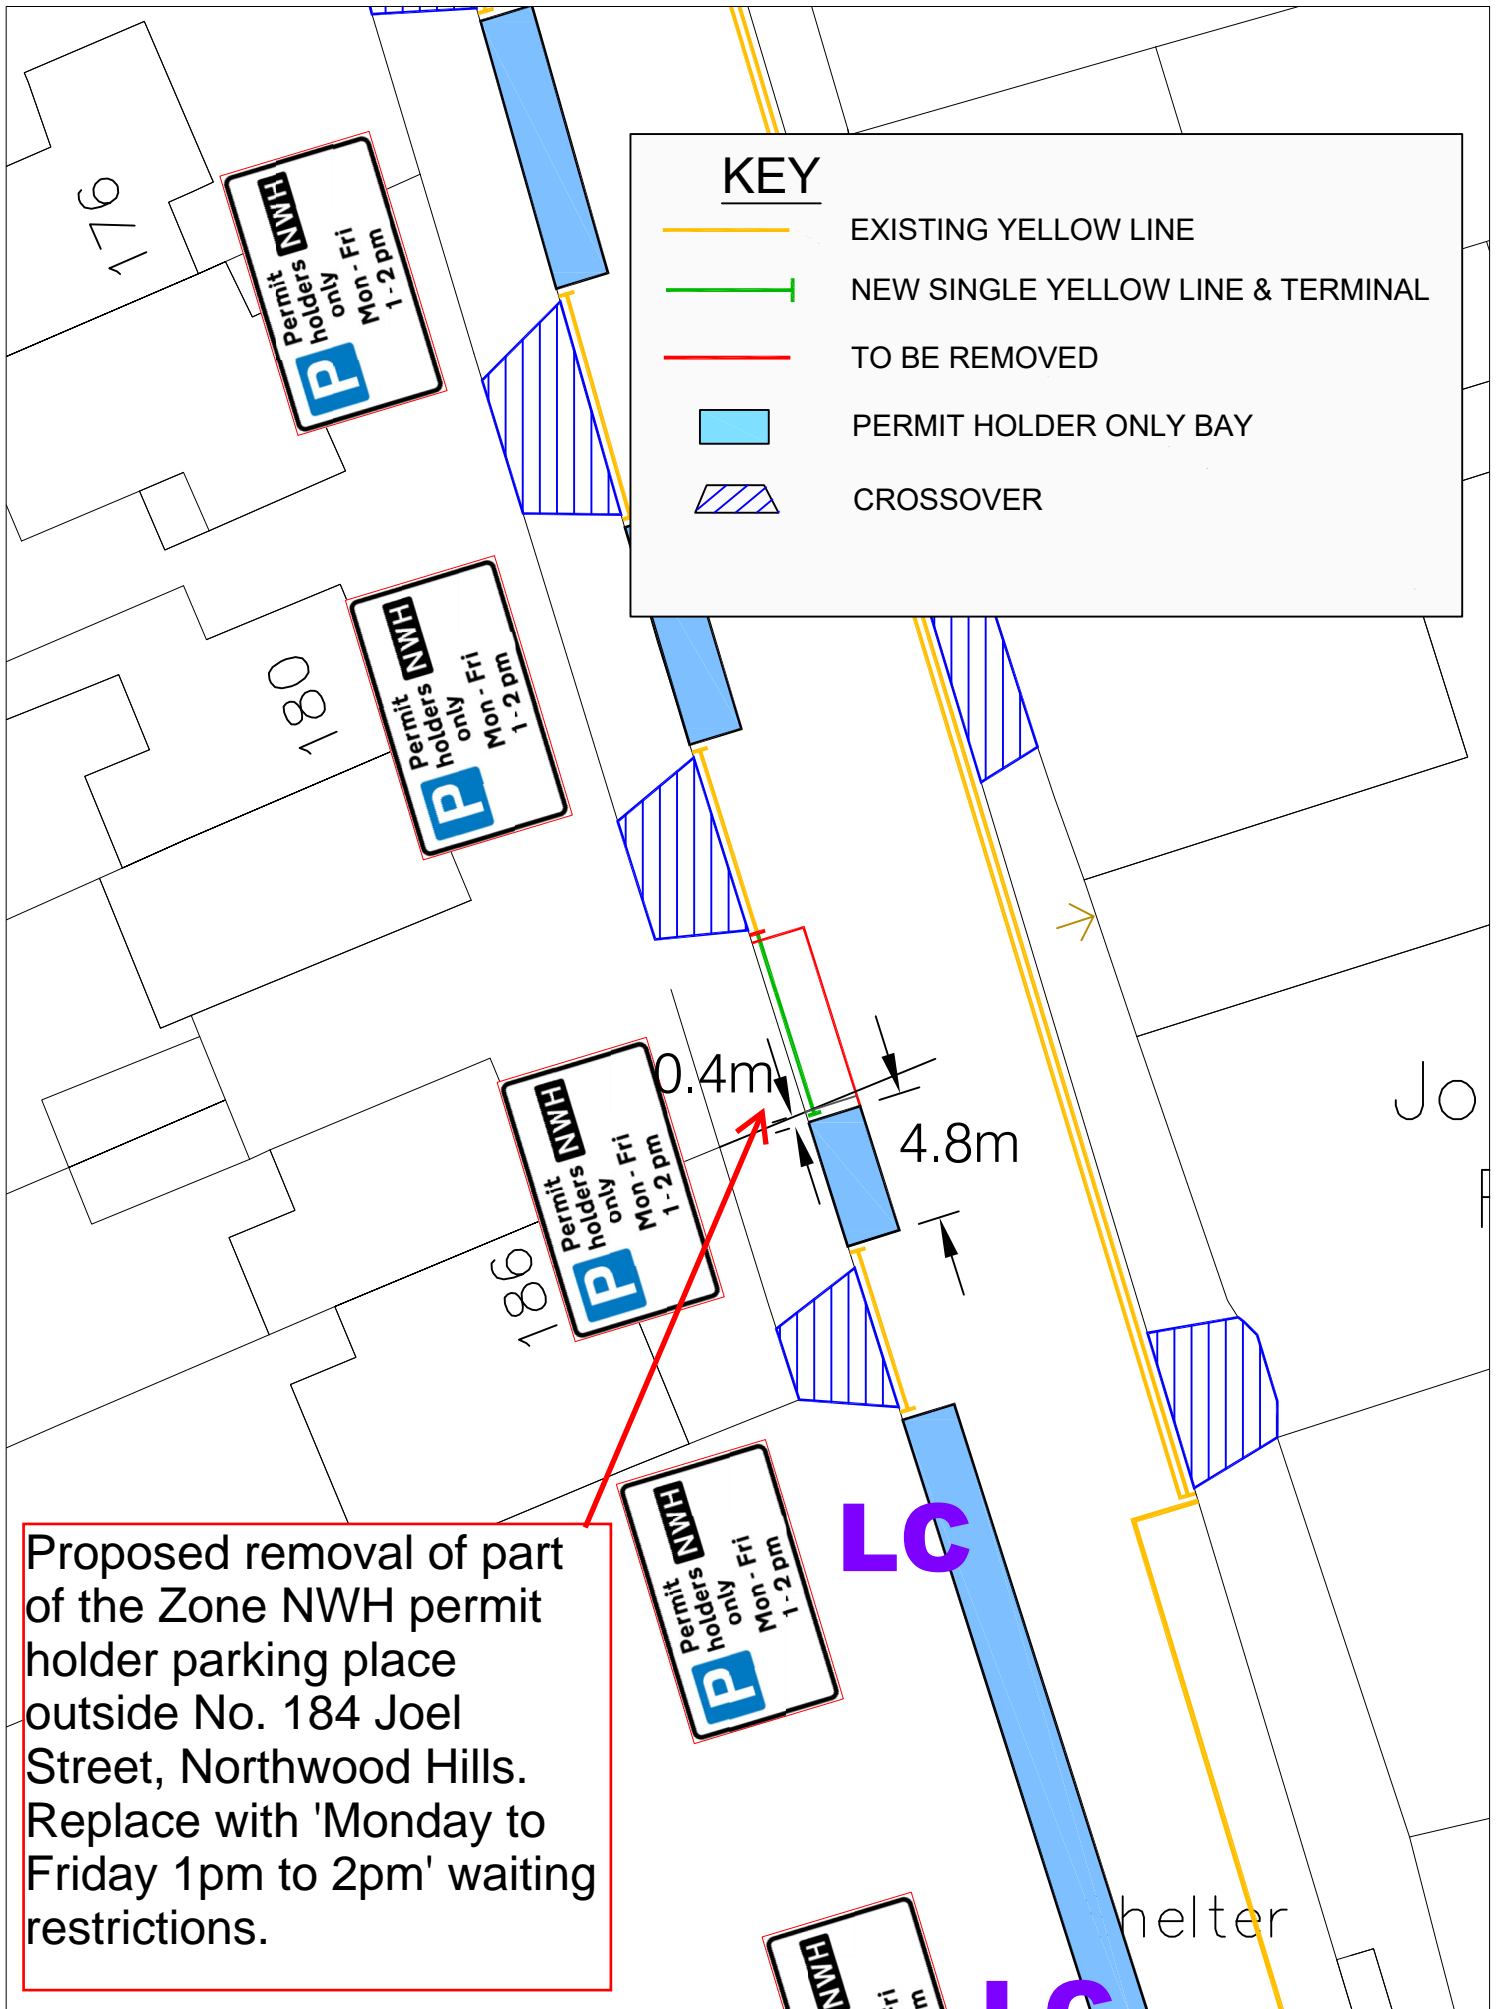 KEY
EXISTING YELLOW LINE
NEW SINGLE YELLOW LINE & TERMINAL
TO BE REMOVED
PERMIT HOLDER ONLY BAY
CROSSOVER
176
P
Permit
holders NWH
only
Mon - Fri
1 - 2 pm
180
P
Permit
holders NWH
only
Mon - Fri
1 - 2 pm
0.4m
4.8m
Jo
186
P
Permit
holders NWH
only
Mon - Fri
1 - 2 pm
P
Permit
holders NWH
only
Mon - Fri
1 - 2 pm
LC
Proposed removal of part
of the Zone NWH permit
holder parking place
outside No. 184 Joel
Street, Northwood Hills.
Replace with 'Monday to
Friday 1pm to 2pm' waiting
restrictions.
helter
NWH
LC